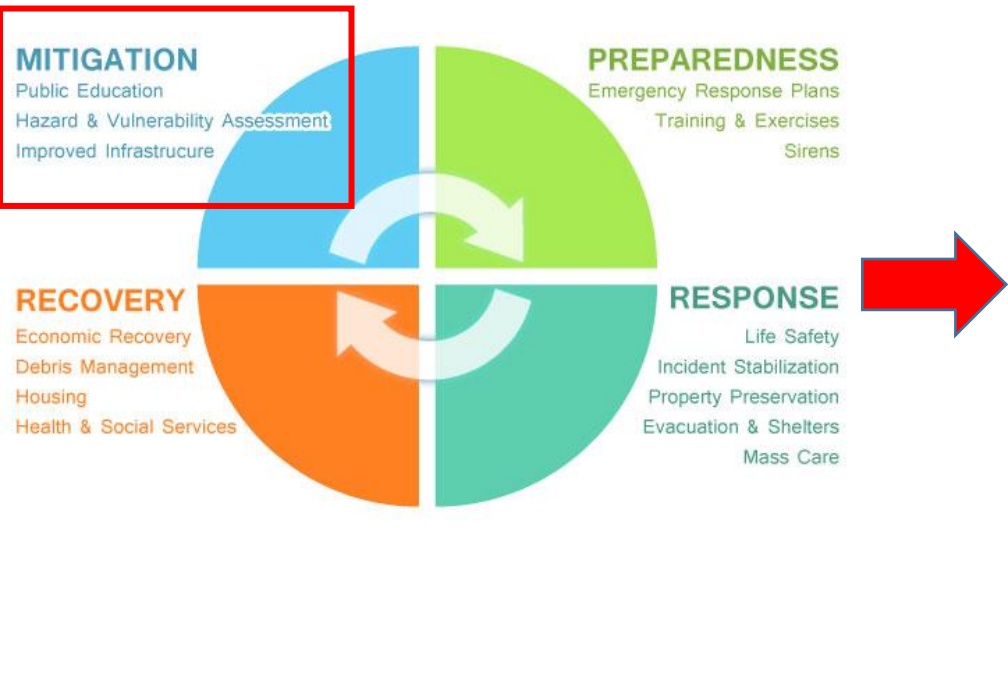 MITIGATION
Public Education
Hazard & Vulnerability Assessment
Improved Infrastrucure
PREPAREDNESS
Emergency Response Plans
Training & Exercises
Sirens
RECOVERY
Economic Recovery
Debris Management
Housing
Health & Social Services
RESPONSE
Life Safety
Incident Stabilization
Property Preservation
Evacuation & Shelters
Mass Care